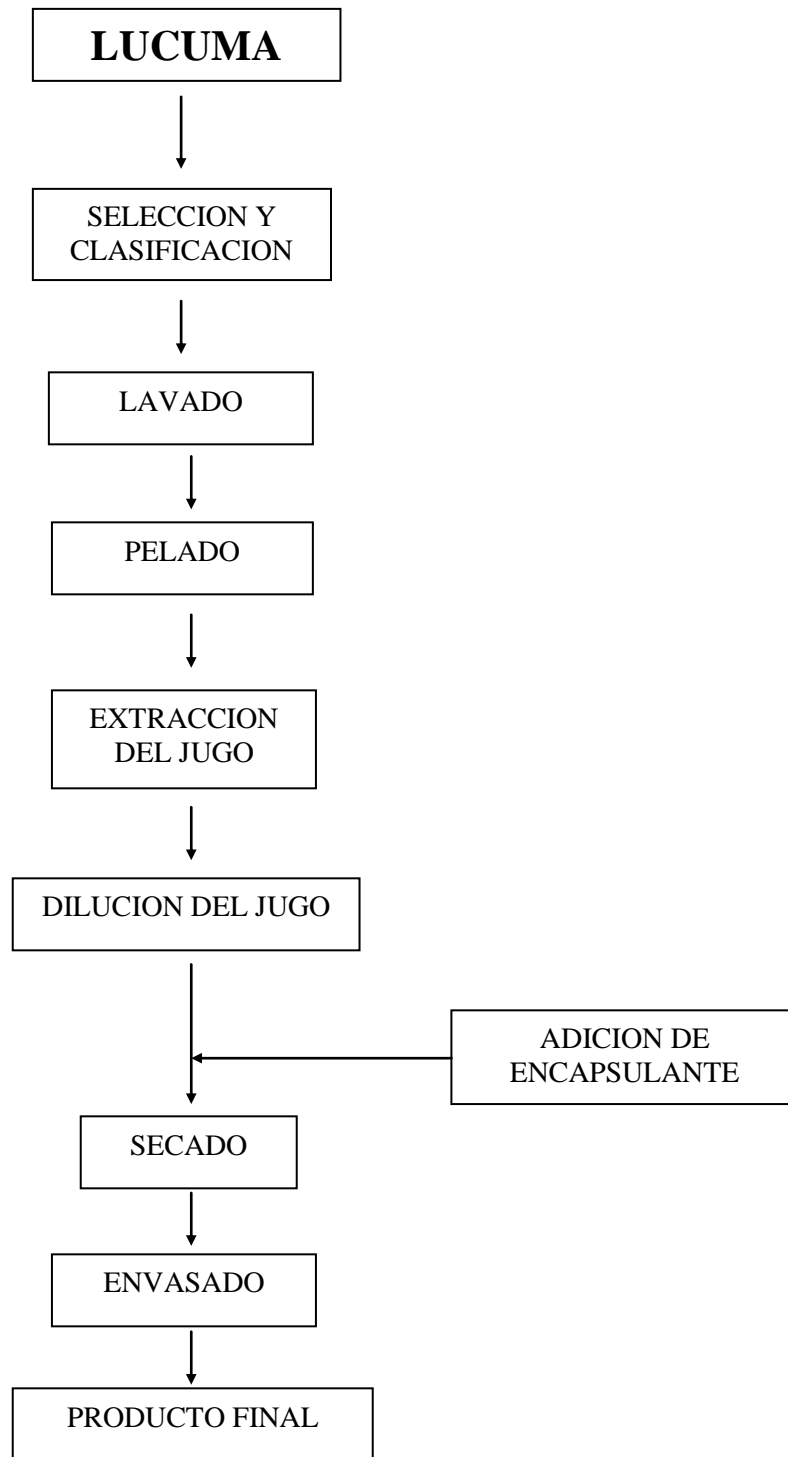 LUCUMA
SELECCION Y
CLASIFICACION
LAVADO
PELADO
EXTRACCION
DEL JUGO
DILUCION DEL JUGO
ADICION DE
ENCAPSULANTE
SECADO
ENVASADO
PRODUCTO FINAL